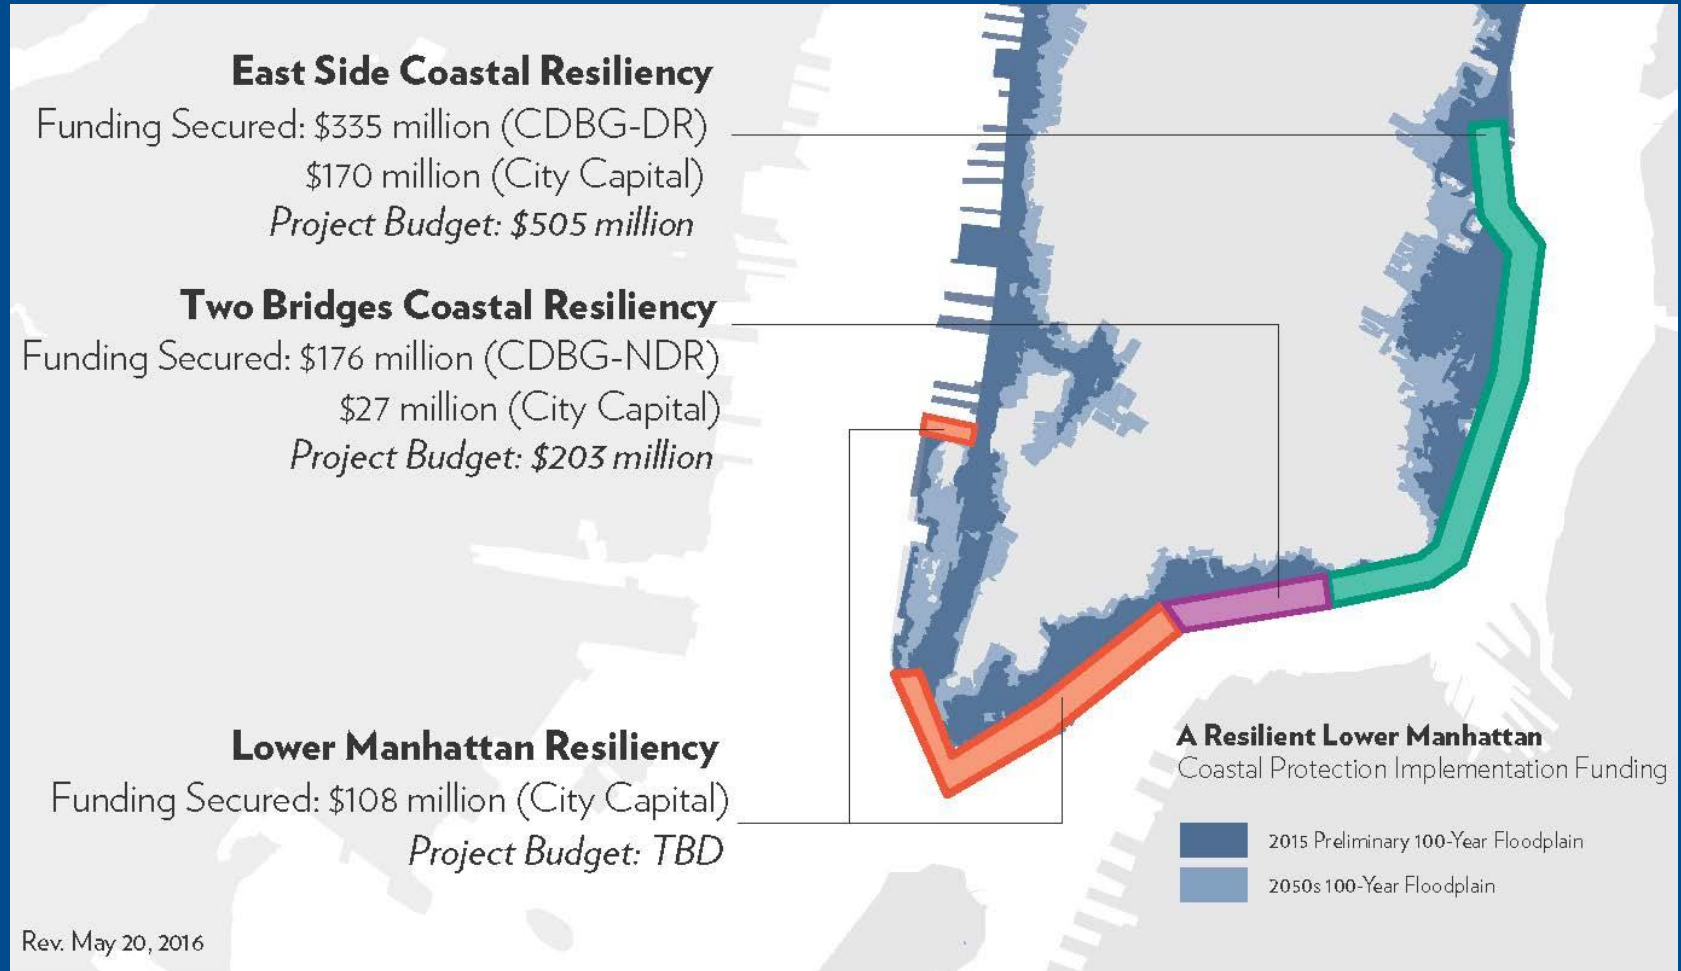 East Side Coastal Resiliency
Funding Secured: $335 million (CDBG-DR)
$170 million (City Capital)
Project Budget: $505 million
Two Bridges Coastal Resiliency
Funding Secured: $176 million (CDBG-NDR)
$27 million (City Capital)
Project Budget: $203 million
Lower Manhattan Resiliency
Funding Secured: $108 million (City Capital)
Project Budget: TBD
A Resilient Lower Manhattan
Coastal Protection Implementation Funding
2015 Preliminary 100-Year Floodplain
2050s 100-Year Floodplain
Rev. May 20, 2016